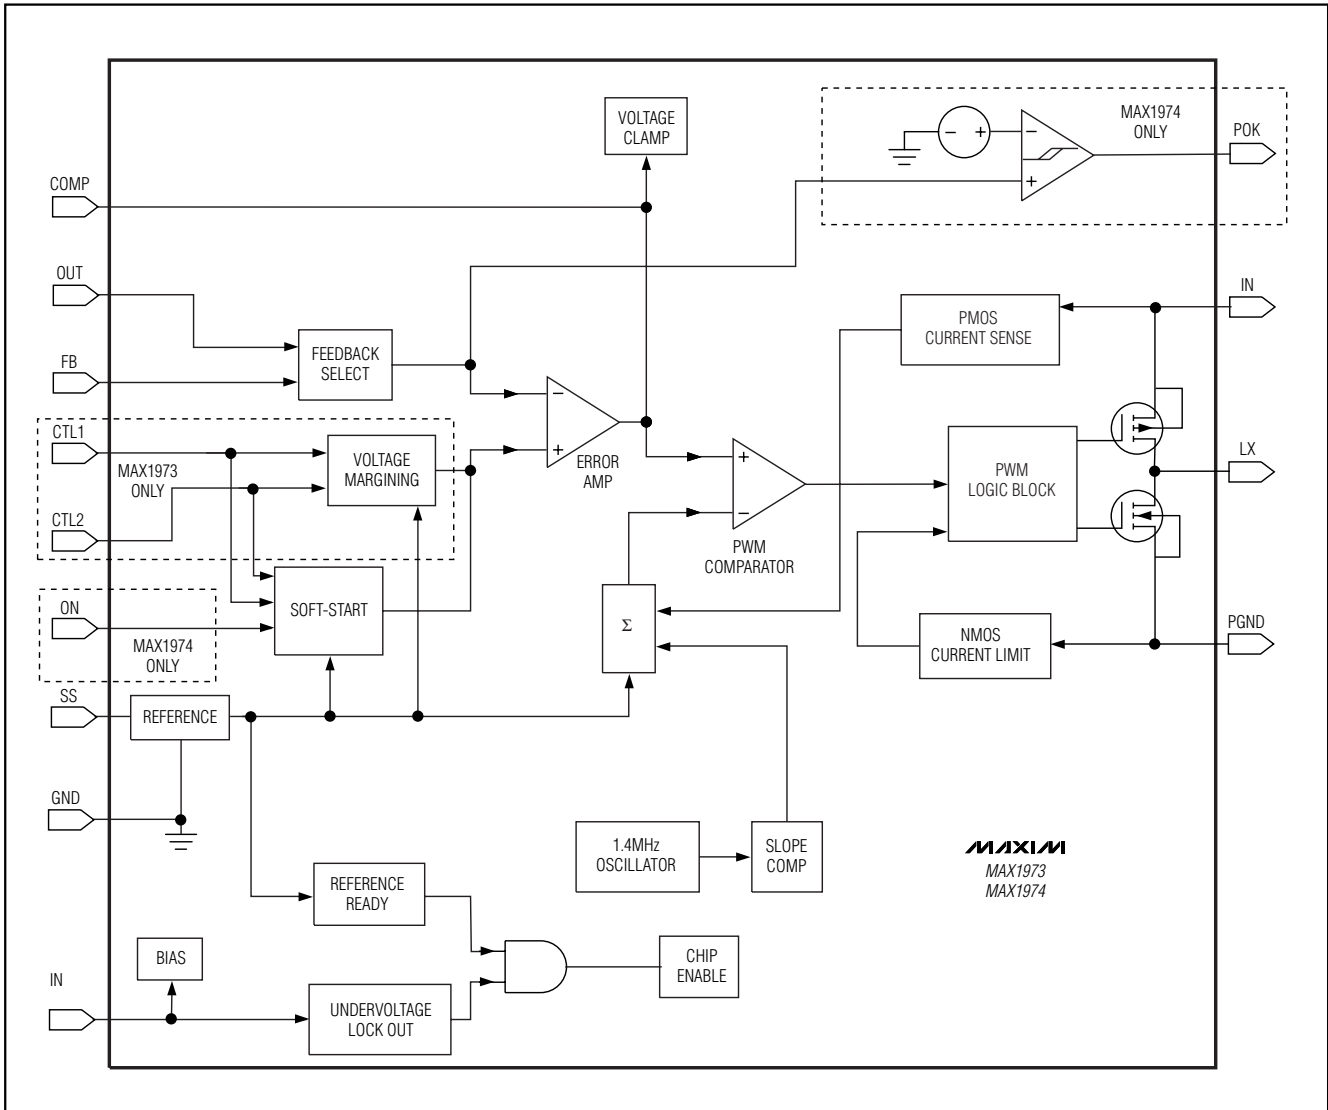 VOLTAGE
CLAMP
MAX1974
ONLY
POK
− +
−
+
COMP
OUT
FEEDBACK
SELECT
FB
PMOS
CURRENT SENSE
IN
CTL1
MAX1973
ONLY
VOLTAGE
MARGINING
CTL2
−
+
ERROR
AMP
+
−
PWM
COMPARATOR
PWM
LOGIC BLOCK
LX
ON
MAX1974
ONLY
SOFT-START
Σ
NMOS
CURRENT LIMIT
PGND
SS
REFERENCE
GND
1.4MHz
OSCILLATOR
SLOPE
COMP
MAXIM
MAX1973
MAX1974
REFERENCE
READY
BIAS
IN
UNDERVOLTAGE
LOCK OUT
CHIP
ENABLE